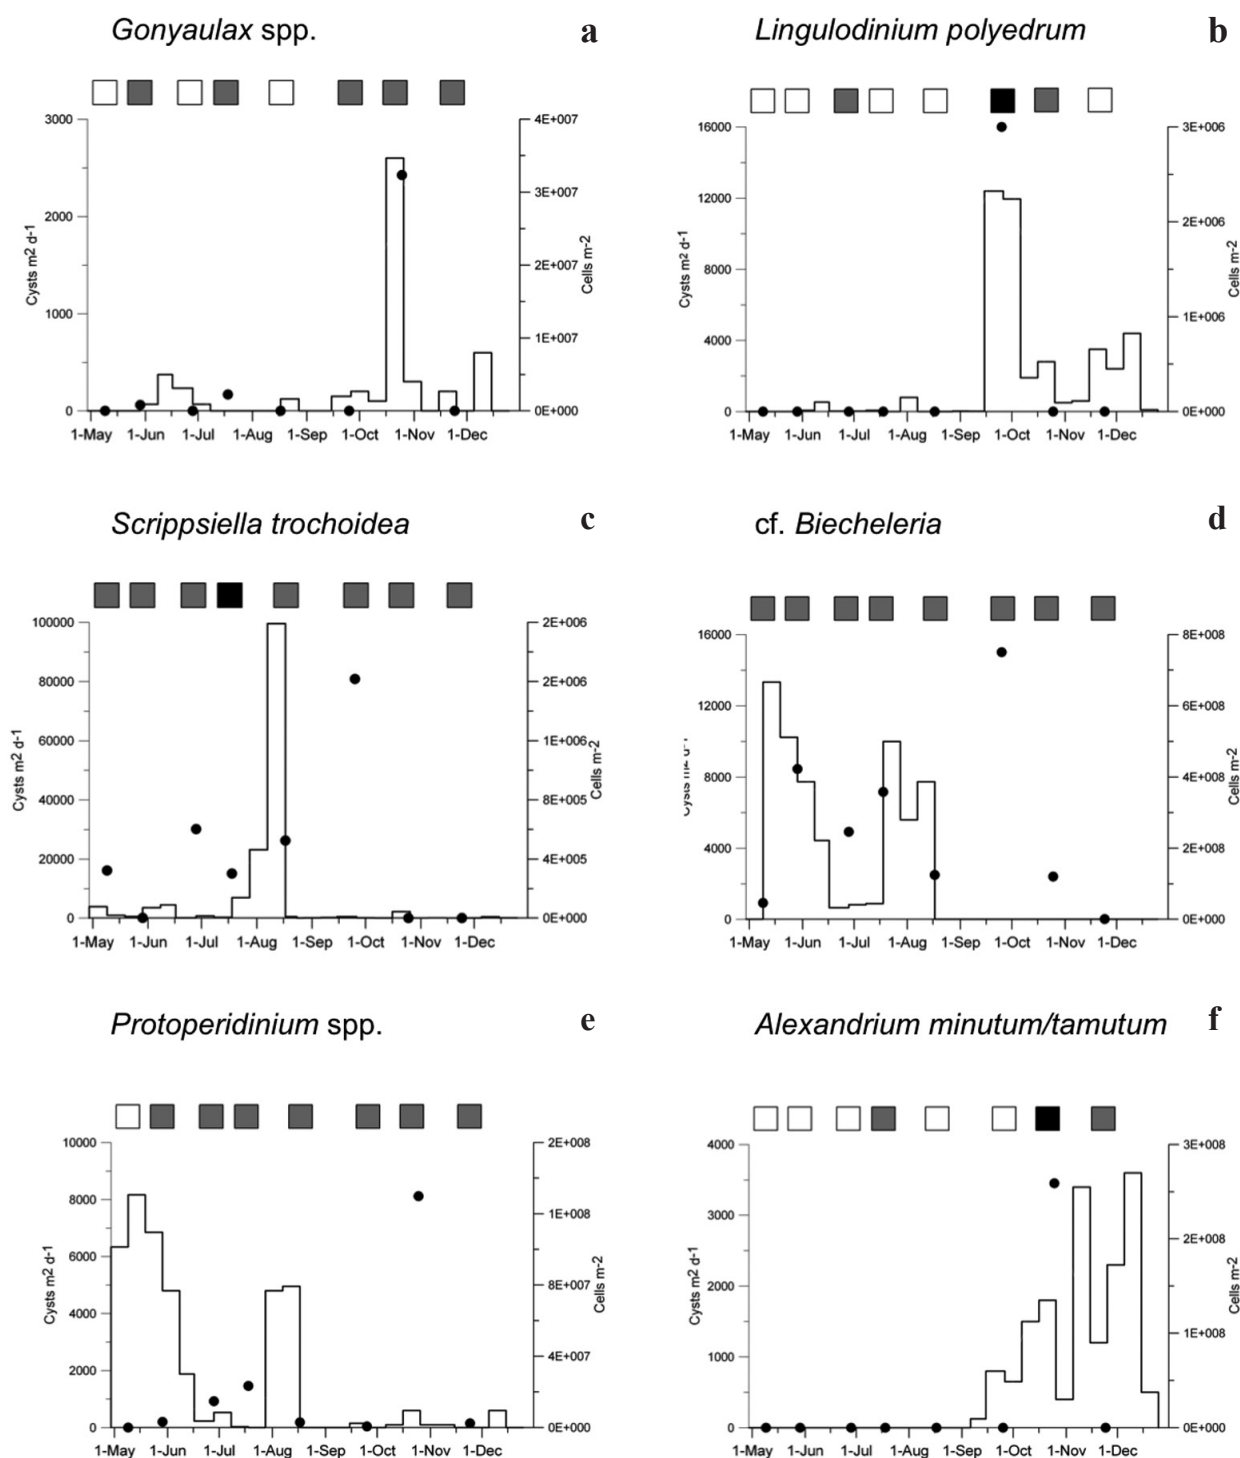 Gonyaulax spp. a
Lingulodinium polyedrum b
3000
2000
1000
0
Cysts m2 d-1
4E+007
3E+007
2E+007
1E+007
0E+000
Cells m-2
1-May 1-Jun 1-Jul 1-Aug 1-Sep 1-Oct 1-Nov 1-Dec
16000
12000
8000
4000
0
Cysts m2 d-1
3E+006
2E+006
1E+006
0E+000
Cells m-2
1-May 1-Jun 1-Jul 1-Aug 1-Sep 1-Oct 1-Nov 1-Dec
Scrippsiella trochoidea c
cf. Biecheleria d
100000
80000
60000
40000
20000
0
Cysts m2 d-1
2E+006
2E+006
1E+006
8E+005
4E+005
0E+000
Cells m-2
1-May 1-Jun 1-Jul 1-Aug 1-Sep 1-Oct 1-Nov 1-Dec
16000
12000
8000
4000
0
8E+008
6E+008
4E+008
2E+008
0E+000
Cells m-2
1-May 1-Jun 1-Jul 1-Aug 1-Sep 1-Oct 1-Nov 1-Dec
Protoperidinium spp. e
Alexandrium minutum/tamutum f
10000
8000
6000
4000
2000
0
Cysts m2 d-1
2E+008
1E+008
8E+007
4E+007
0E+000
Cells m-2
1-May 1-Jun 1-Jul 1-Aug 1-Sep 1-Oct 1-Nov 1-Dec
4000
3000
2000
1000
0
Cysts m2 d-1
3E+008
2E+008
1E+008
0E+000
Cells m-2
1-May 1-Jun 1-Jul 1-Aug 1-Sep 1-Oct 1-Nov 1-Dec